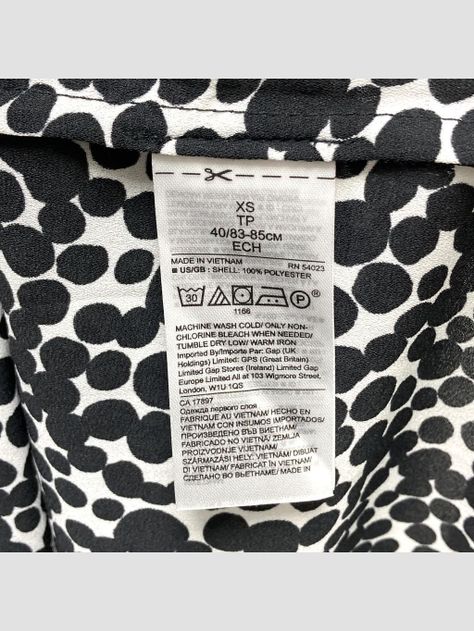 XS
TP
40/83-85см
ECH
MADE IN VIETNAM RN 54023
■ US/GB : SHELL: 100% POLYESTER
30 P ®
1166
MACHINE WASH COLD/ ONLY NON-
CHLORINE BLEACH WHEN NEEDED/
TUMBLE DRY LOW/ WARM IRON
Imported By/Importe Par: Gap (UK
Holdings) Limited: GPS (Great Britain)
Limited Gap Stores (Ireland) Limited Gap
Europe Limited All at 103 Wigmore Street,
London, W1U 1QS
CA 17897
Одежда первого слоя
FABRIQUÉ AU VIETNAM/ HECHO EN
VIETNAM CON INSUMOS IMPORTADOS/
ПРОИЗВЕДЕНО ВЪВ ВИЕТНАМ/
FABRICADO NO VIETNÃ/ ZEMLJA
PROIZVODNJE VIJETNAM/
SZÁRMAZÁSI HELY: VIETNÁM/ DIBUAT
DI VIETNAM/ FABRICAT ÎN VIETNAM/
СДЕЛАНО ВО ВЬЕТНАМЕ/ MADE IN